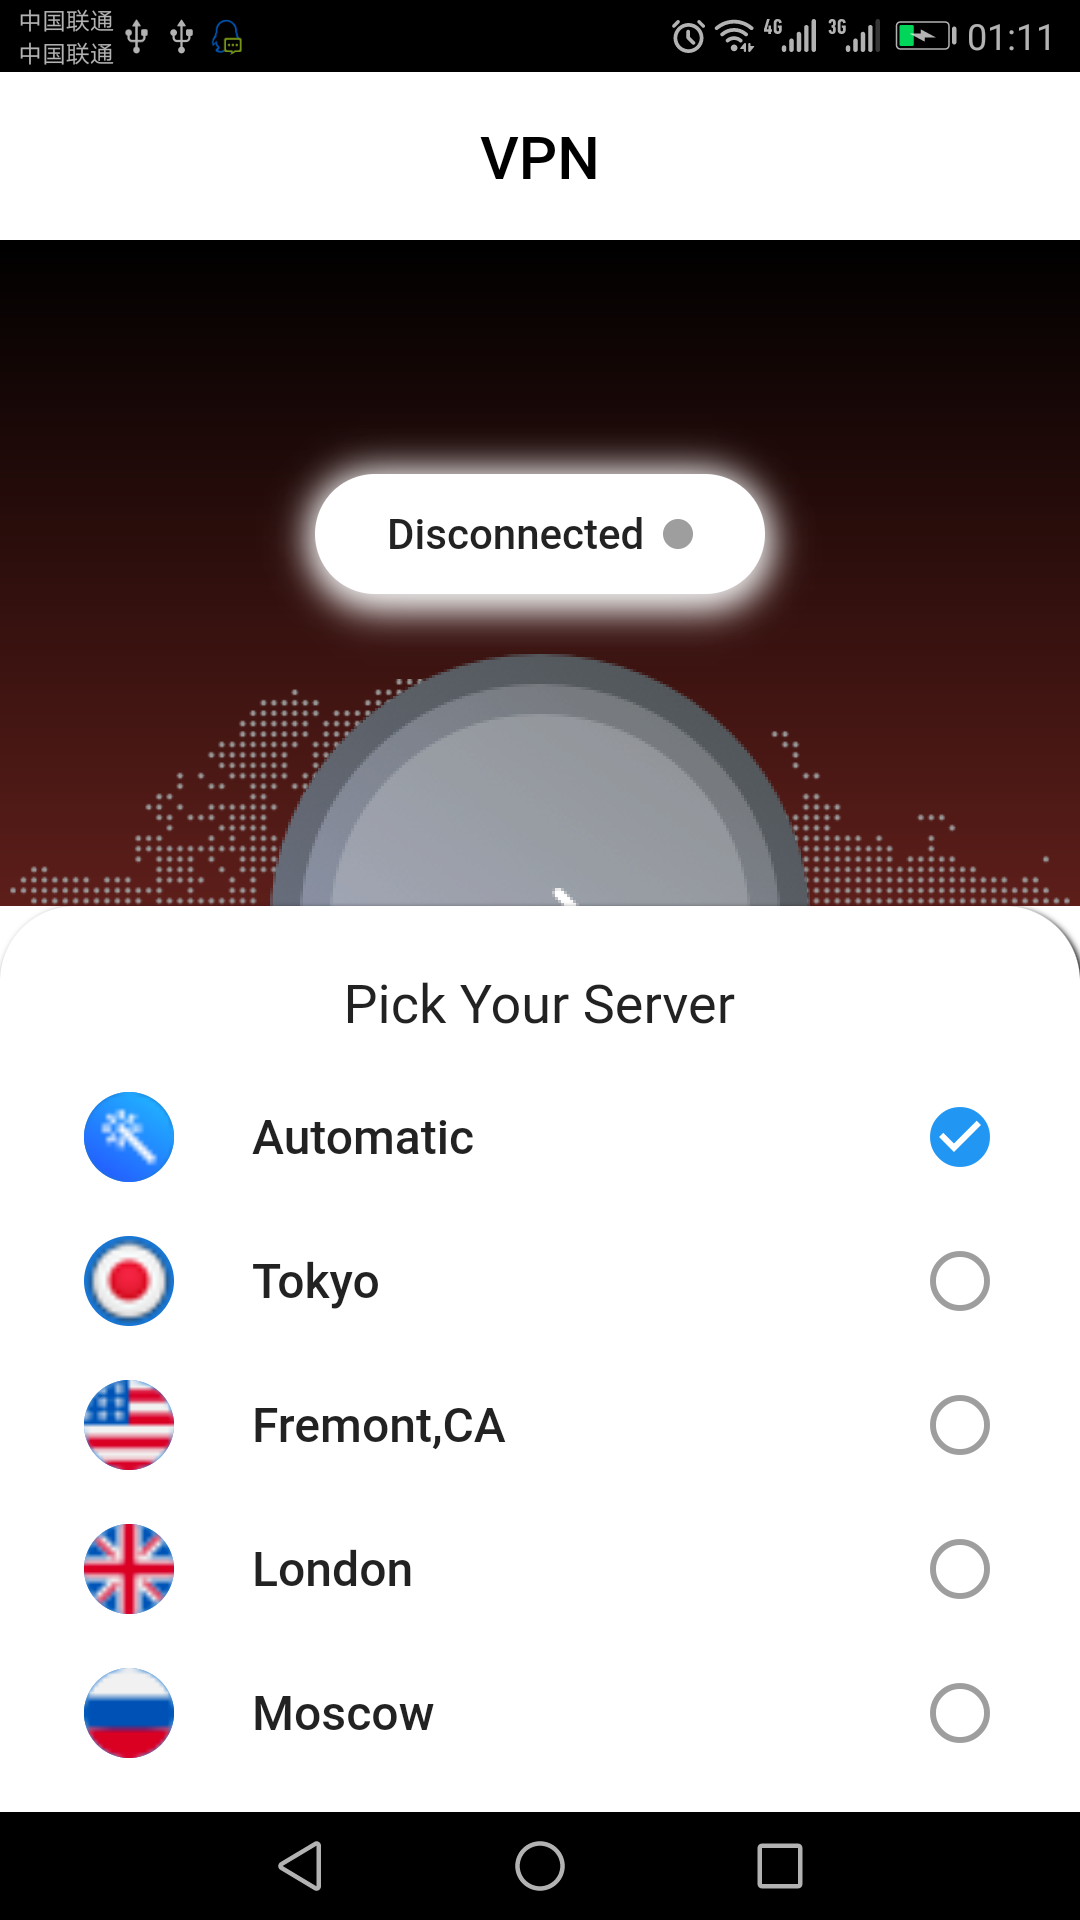 中国联通
中国联通
4G
3G
01:11
VPN
Disconnected
Pick Your Server
Automatic
Tokyo
Fremont,CA
London
Moscow